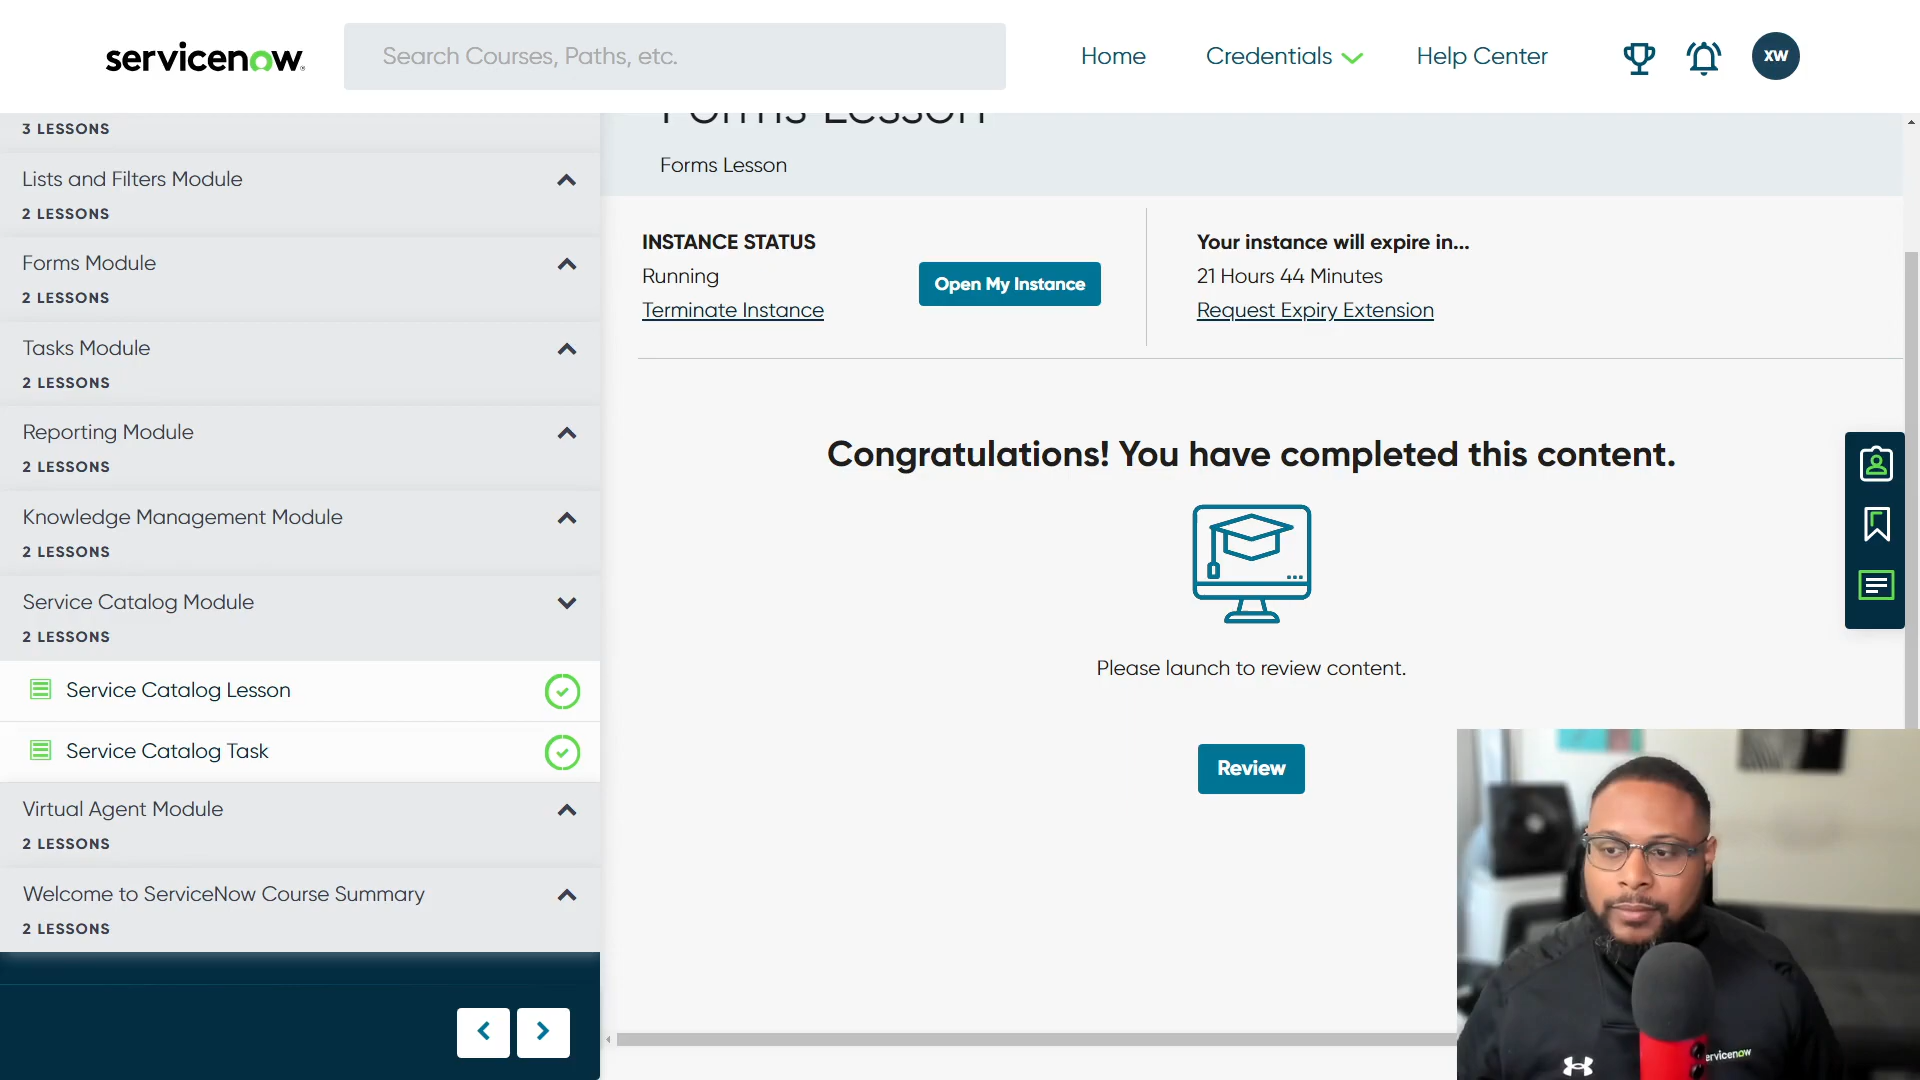 servicenow
Search Courses, Paths, etc.
Home
Credentials
Help Center
XW
3 LESSONS
Lists and Filters Module
2 LESSONS
Forms Module
2 LESSONS
Tasks Module
2 LESSONS
Reporting Module
2 LESSONS
Knowledge Management Module
2 LESSONS
Service Catalog Module
2 LESSONS
Service Catalog Lesson
Service Catalog Task
Virtual Agent Module
2 LESSONS
Welcome to ServiceNow Course Summary
2 LESSONS
Forms Lesson
Forms Lesson
INSTANCE STATUS
Running
Terminate Instance
Open My Instance
Your instance will expire in...
21 Hours 44 Minutes
Request Expiry Extension
Congratulations! You have completed this content.
Please launch to review content.
Review
ervicenow